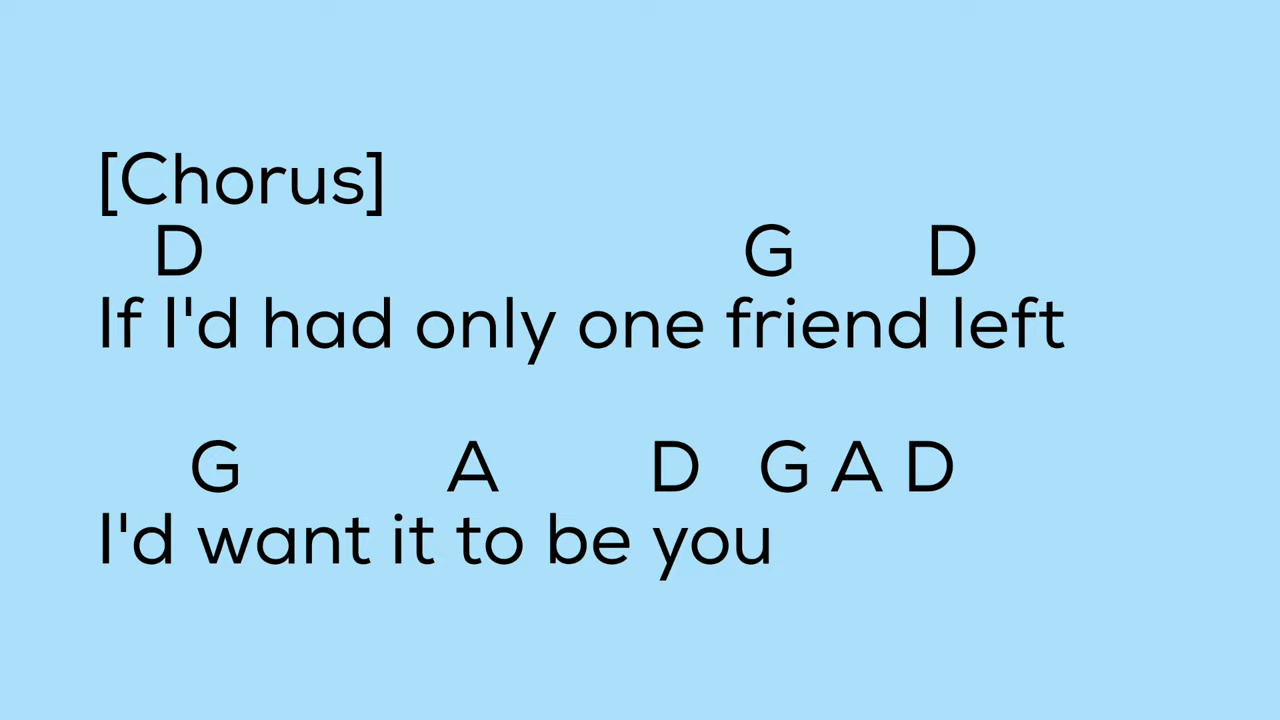 [Chorus]
D G D
If I'd had only one friend left
G A D G A D
I'd want it to be you